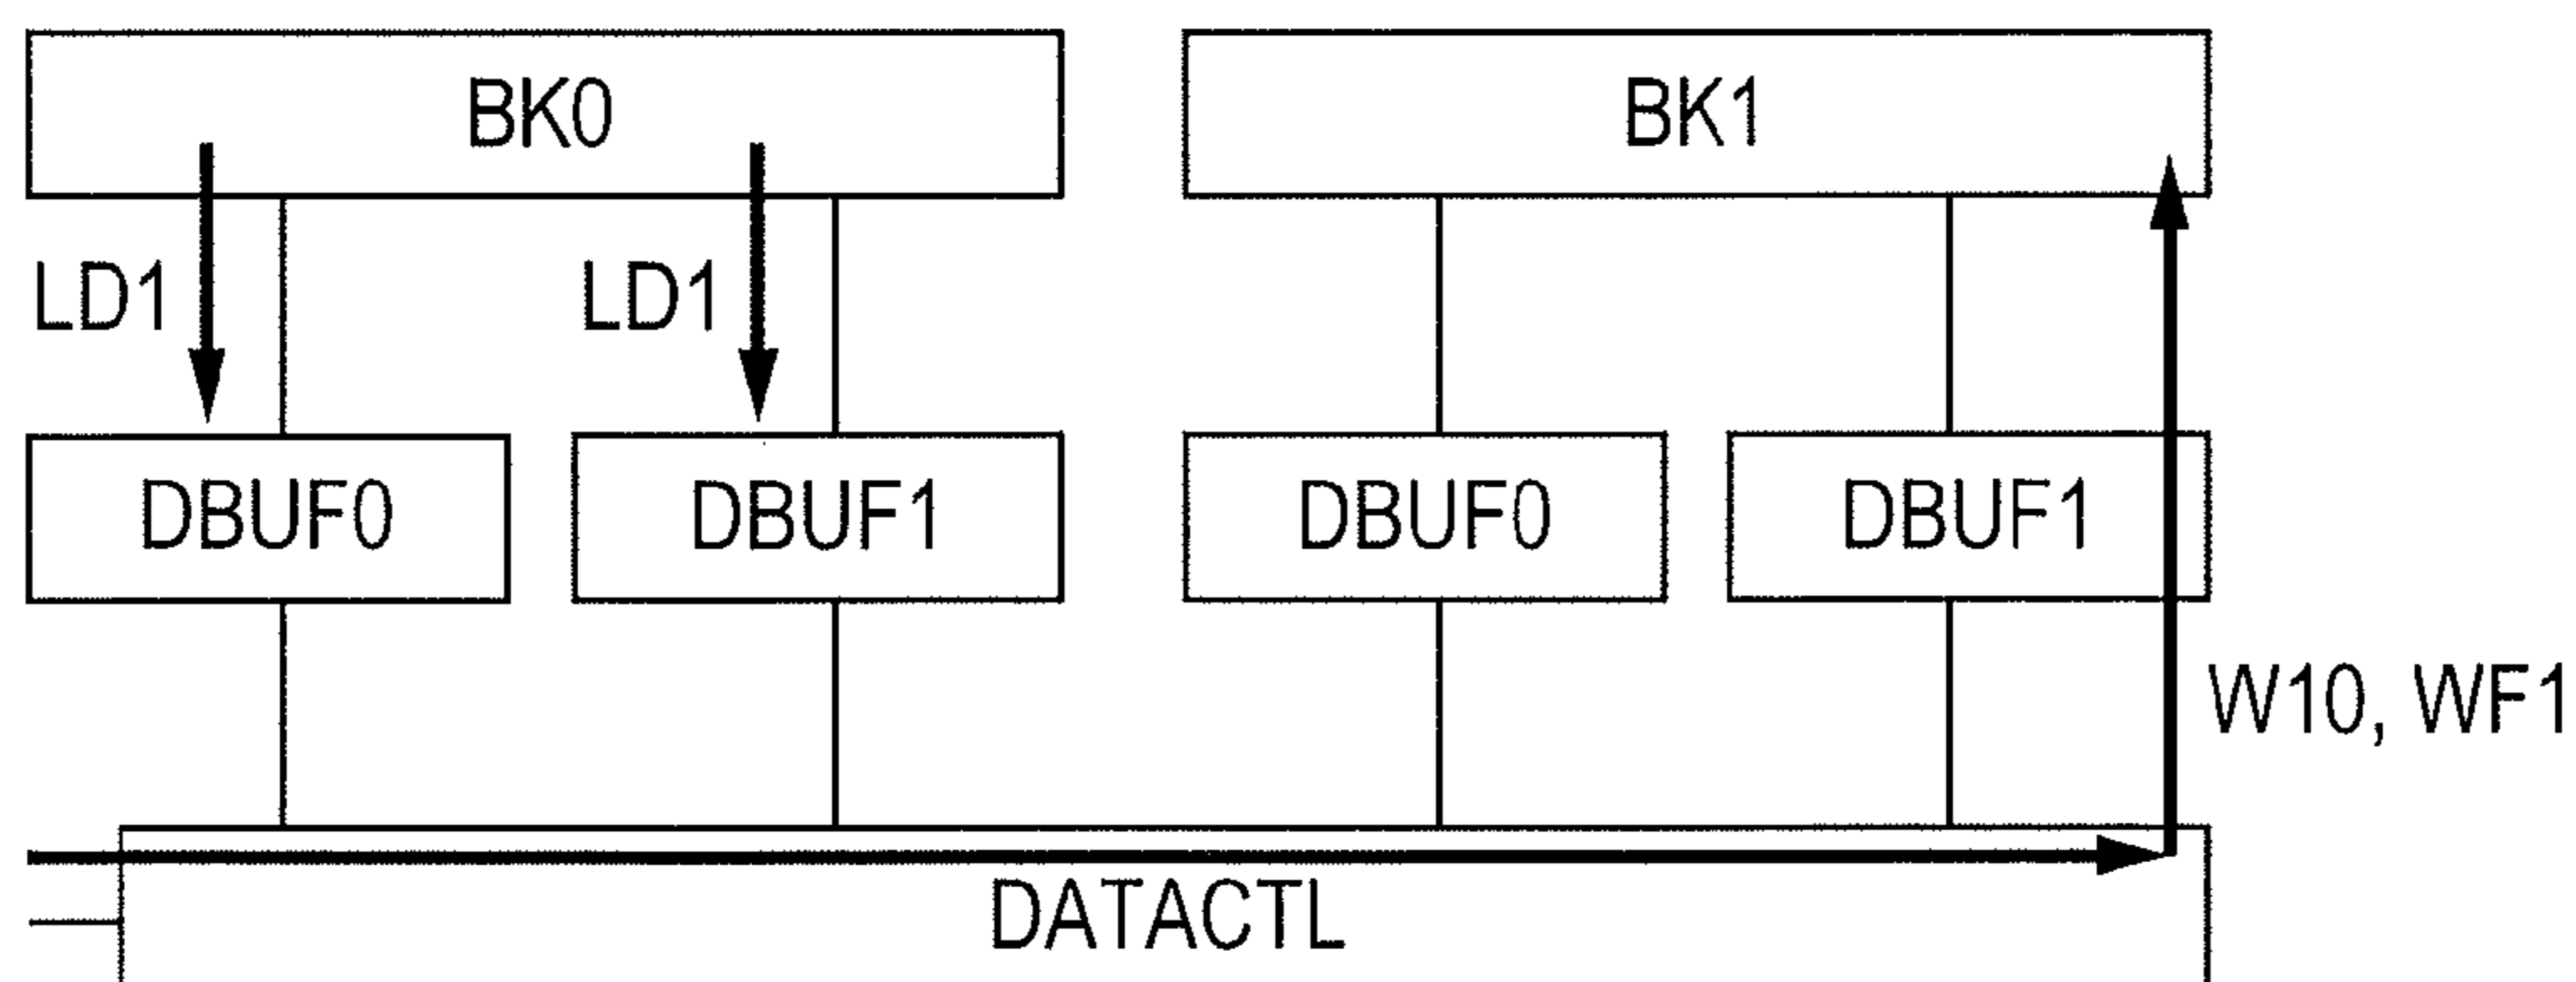 BK0 BK1
LD1 LD1
DBUF0 DBUF1 DBUF0 DBUF1
W10, WF1
DATACTL